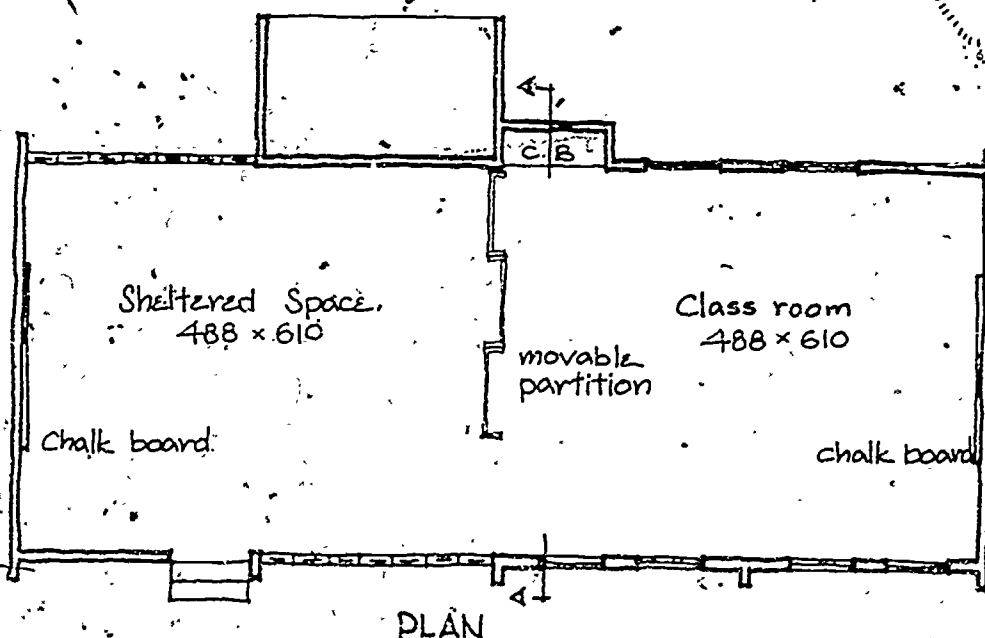 A
C B
Sheltered Space.
488 × 610
Class room
488 × 610
movable
partition
Chalk board.
chalk board
A
PLAN